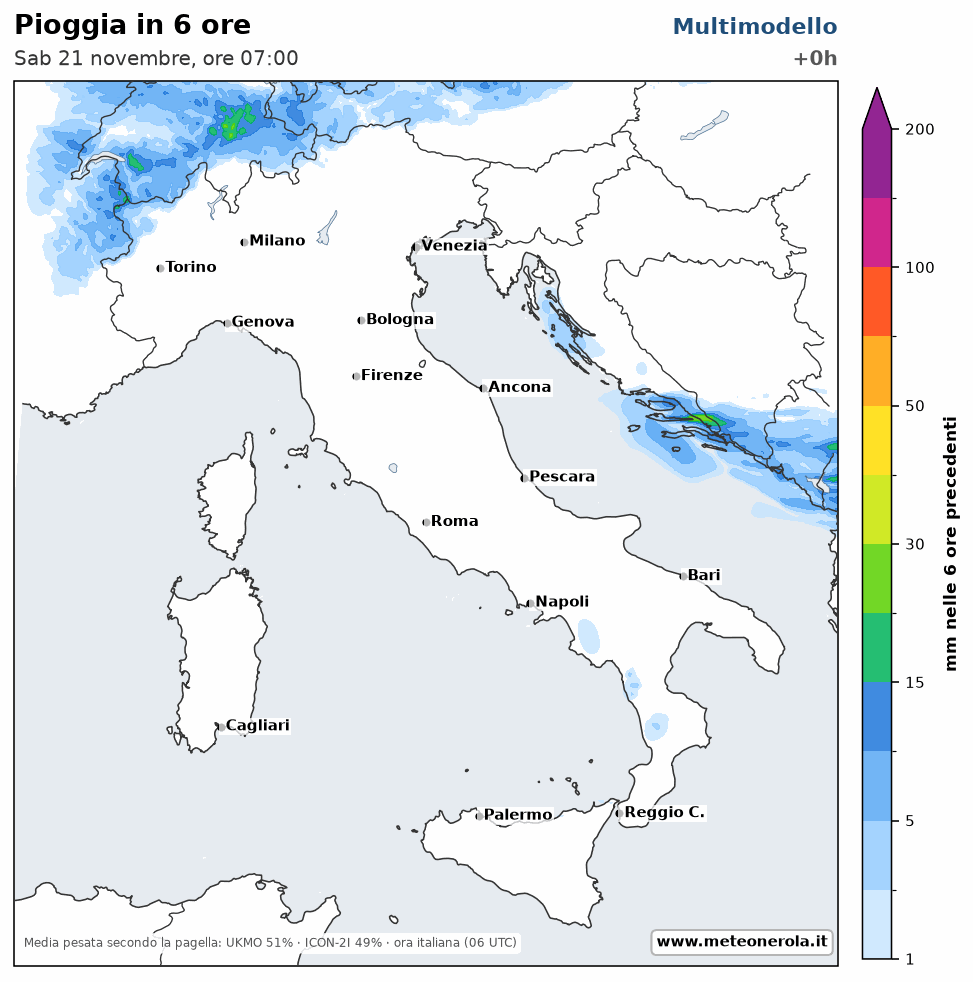 Pioggia in 6 ore
Multimodello
Sab 21 novembre, ore 07:00
+0h
200
100
50
30
15
5
1
mm nelle 6 ore precedenti
Milano
Venezia
Torino
Genova
Bologna
Firenze
Ancona
Pescara
Roma
Bari
Napoli
Cagliari
Palermo
Reggio C.
Media pesata secondo la pagella: UKMO 51% · ICON-2I 49% · ora italiana (06 UTC)
www.meteonerola.it